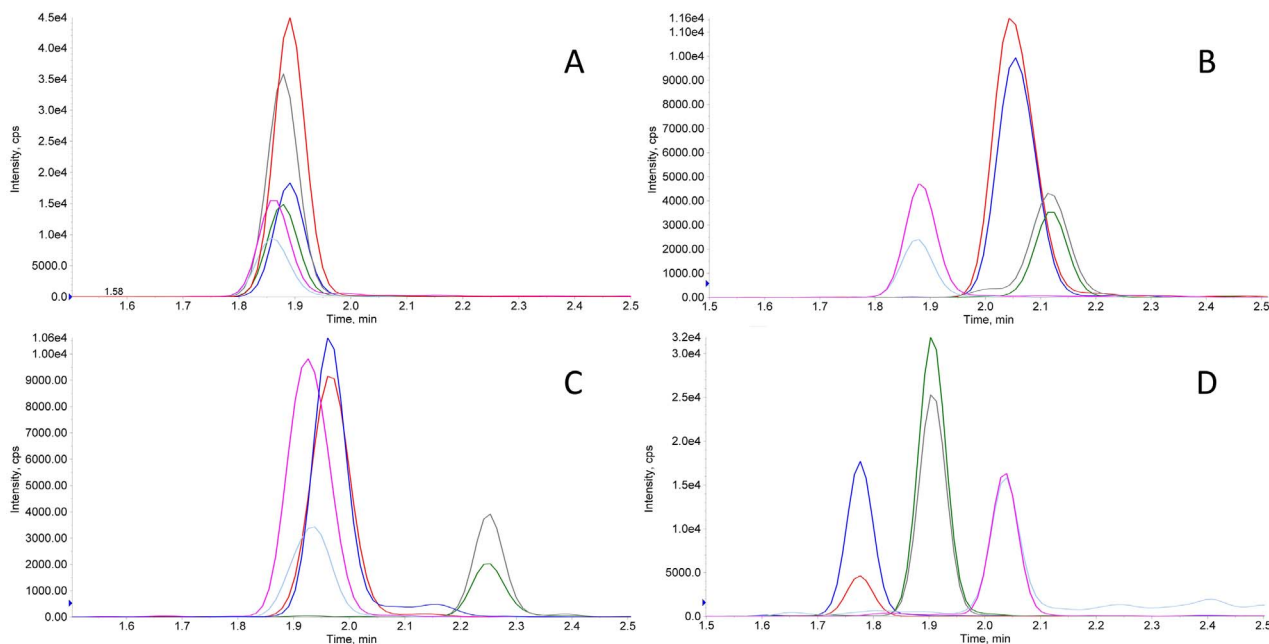 4.5e4
4.0e4
3.5e4
3.0e4
2.5e4
2.0e4
1.5e4
1.0e4
5000.0
0.0
Intensity, cps
1.58
A
1.6 1.7 1.8 1.9 2.0 2.1 2.2 2.3 2.4 2.5
Time, min
1.16e4
1.10e4
1.00e4
9000.00
8000.00
7000.00
6000.00
5000.00
4000.00
3000.00
2000.00
1000.00
0.00
Intensity, cps
B
1.5 1.6 1.7 1.8 1.9 2.0 2.1 2.2 2.3 2.4 2.5
Time, min
1.06e4
1.00e4
9000.00
8000.00
7000.00
6000.00
5000.00
4000.00
3000.00
2000.00
1000.00
0.00
Intensity, cps
C
1.6 1.7 1.8 1.9 2.0 2.1 2.2 2.3 2.4 2.5
Time, min
3.2e4
3.0e4
2.5e4
2.0e4
1.5e4
1.0e4
5000.0
0.0
Intensity, cps
D
1.5 1.6 1.7 1.8 1.9 2.0 2.1 2.2 2.3 2.4 2.5
Time, min